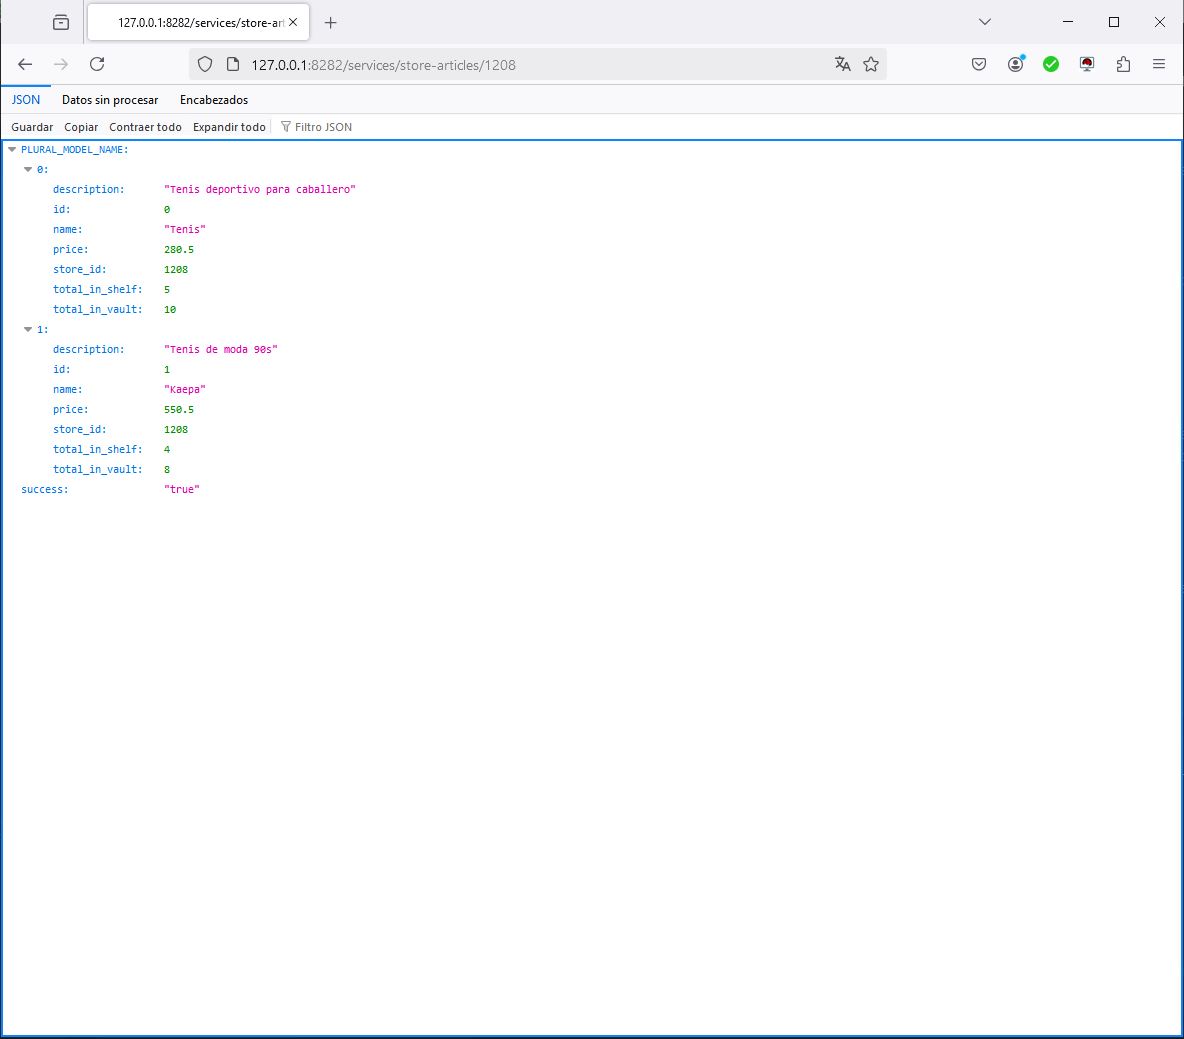 127.0.0.1:8282/services/store-art
127.0.0.1:8282/services/store-articles/1208
JSON Datos sin procesar Encabezados
Guardar Copiar Contraer todo Expandir todo Filtro JSON
PLURAL_MODEL_NAME:
0:
description: "Tenis deportivo para caballero"
id: 0
name: "Tenis"
price: 280.5
store_id: 1208
total_in_shelf: 5
total_in_vault: 10
1:
description: "Tenis de moda 90s"
id: 1
name: "Kaepa"
price: 550.5
store_id: 1208
total_in_shelf: 4
total_in_vault: 8
success: "true"